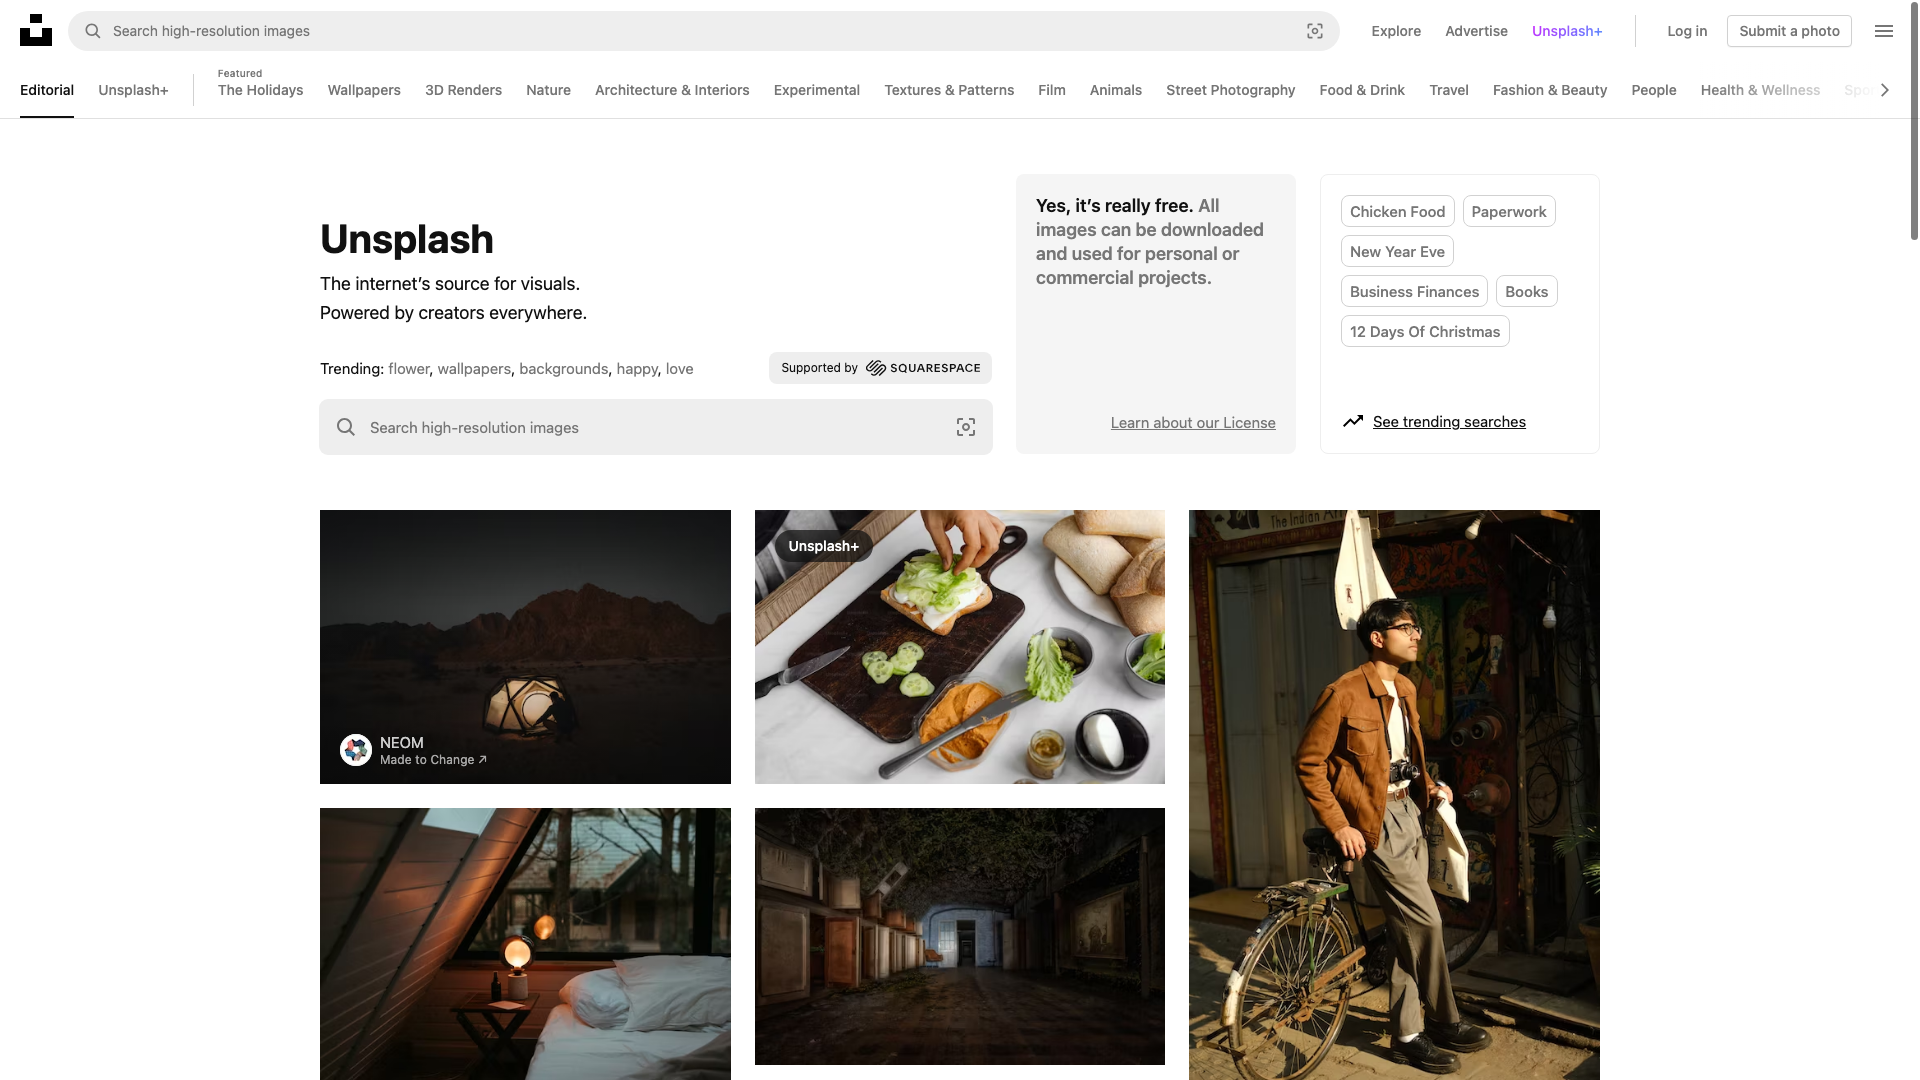 Search high-resolution images
Explore
Advertise
Unsplash+
Log in
Submit a photo
Editorial
Unsplash+
Featured
The Holidays
Wallpapers
3D Renders
Nature
Architecture & Interiors
Experimental
Textures & Patterns
Film
Animals
Street Photography
Food & Drink
Travel
Fashion & Beauty
People
Health & Wellness
Unsplash
The internet’s source for visuals.
Powered by creators everywhere.
Trending: flower, wallpapers, backgrounds, happy, love
Supported by SQUARESPACE
Search high-resolution images
Yes, it’s really free. All
images can be downloaded
and used for personal or
commercial projects.
Learn about our License
Chicken Food
Paperwork
New Year Eve
Business Finances
Books
12 Days Of Christmas
See trending searches
NEOM
Made to Change ↗
Unsplash+
The Indian